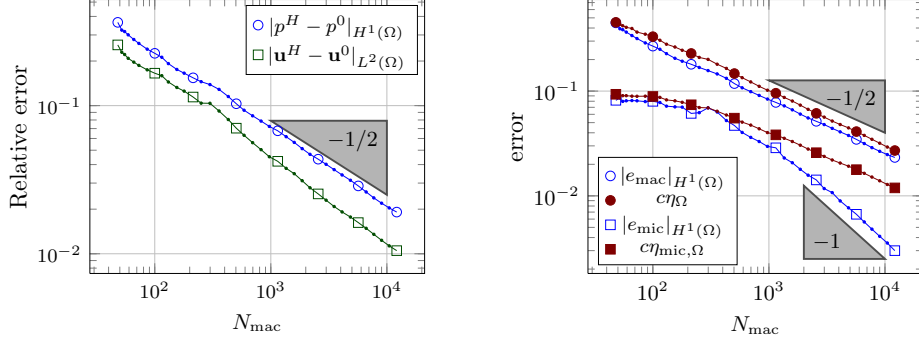 |p^H − p^0|_{H^1(Ω)}
|𝐮^H − 𝐮^0|_{L^2(Ω)}
−1/2
10^{−1}
10^{−2}
Relative error
10^2
10^3
10^4
N_mac
−1/2
|e_mac|_{H^1(Ω)}
cη_Ω
|e_mic|_{H^1(Ω)}
cη_{mic,Ω}
−1
10^{−1}
10^{−2}
error
10^2
10^3
10^4
N_mac